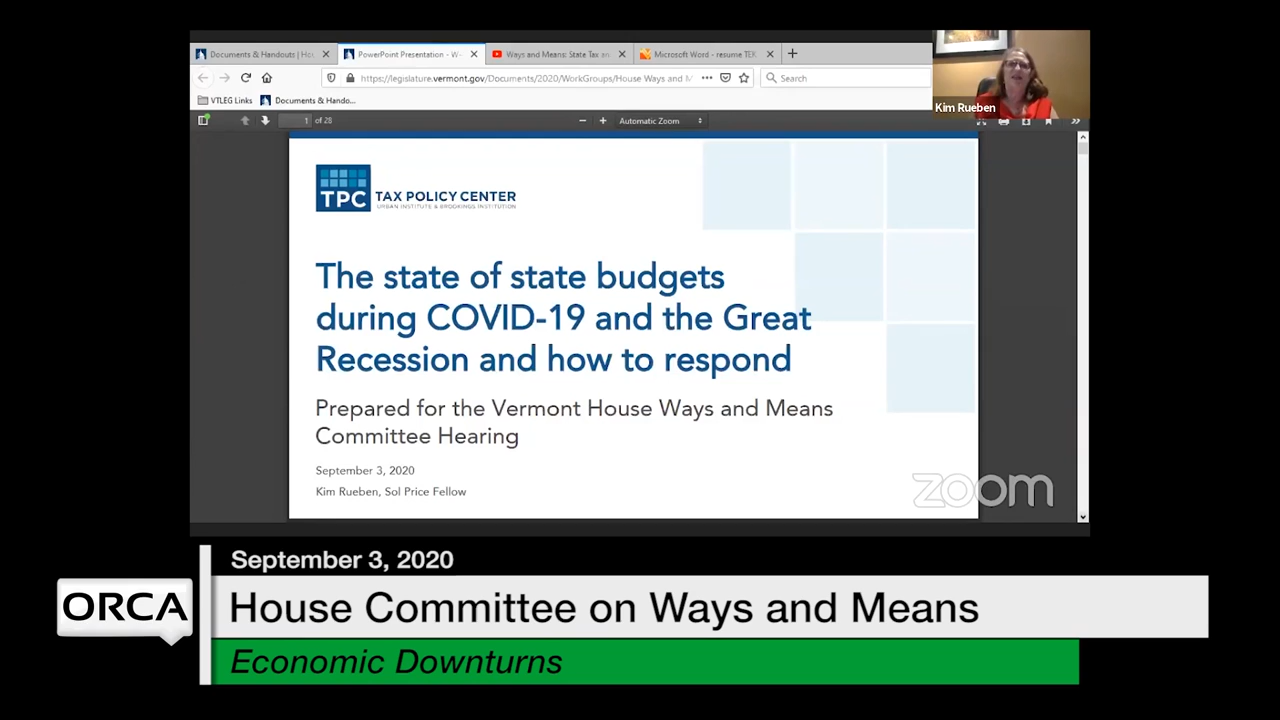 Documents & Handouts | Ho
PowerPoint Presentation - W
Ways and Means: State Tax an
Microsoft Word - resume TEK
https://legislature.vermont.gov/Documents/2020/WorkGroups/House Ways and M
Search
VTLEG Links
Documents & Hando...
1 of 28
Automatic Zoom
Kim Rueben
TPC TAX POLICY CENTER
URBAN INSTITUTE & BROOKINGS INSTITUTION
The state of state budgets
during COVID-19 and the Great
Recession and how to respond
Prepared for the Vermont House Ways and Means
Committee Hearing
September 3, 2020
Kim Rueben, Sol Price Fellow
zoom
September 3, 2020
ORCA
House Committee on Ways and Means
Economic Downturns